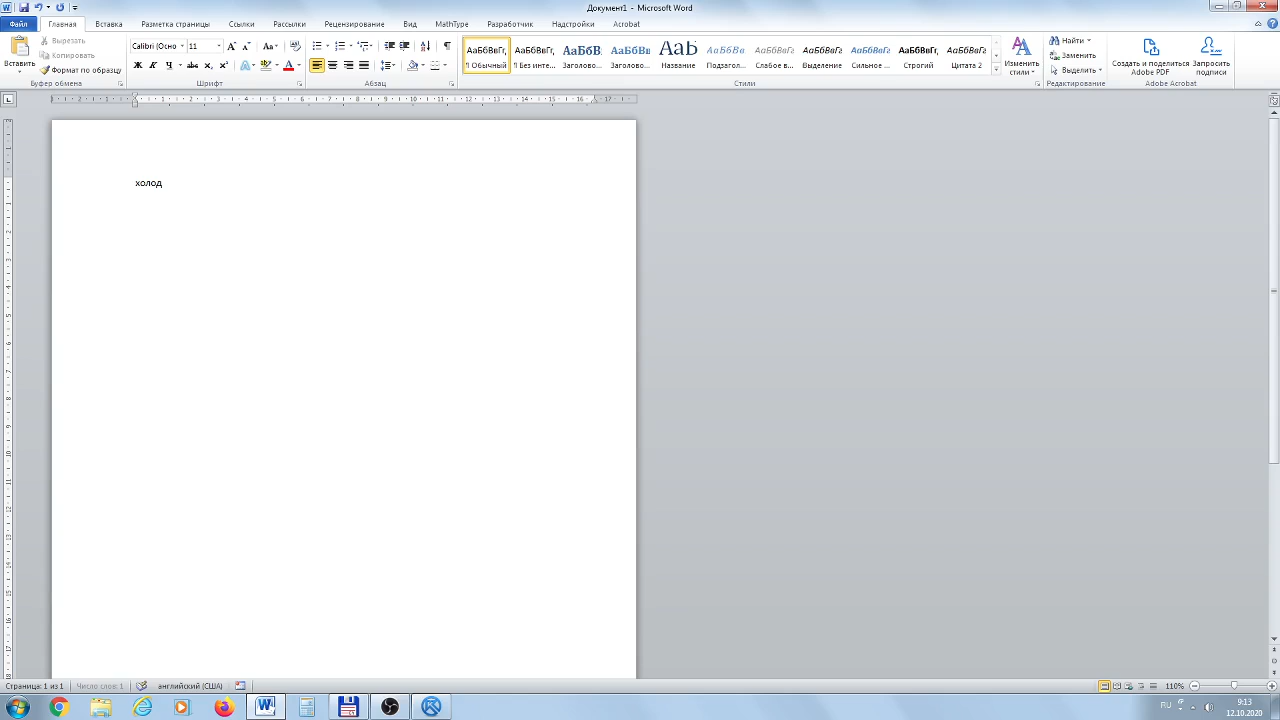 Документ1 - Microsoft Word
Файл Главная Вставка Разметка страницы Ссылки Рассылки Рецензирование Вид MathType Разработчик Надстройки Acrobat
Вставить
Вырезать
Копировать
Формат по образцу
Буфер обмена
Calibri (Осно 11
Шрифт
Абзац
АаБбВвГг, АаБбВвГг, АаБбВ АаБбВв АаБ АаБбВв АаБбВвГг АаБбВвГг АаБбВвГг АаБбВвГг, АаБбВвГг
¶ Обычный ¶ Без инте... Заголово... Заголово... Название Подзагол... Слабое в... Выделение Сильное ... Строгий Цитата 2
Стили
Изменить стили
Найти
Заменить
Выделить
Редактирование
Создать и поделиться Adobe PDF
Запросить подписи
Adobe Acrobat
холод
Страница: 1 из 1 Число слов: 1 английский (США) 110%
RU 9:13
12.10.2020